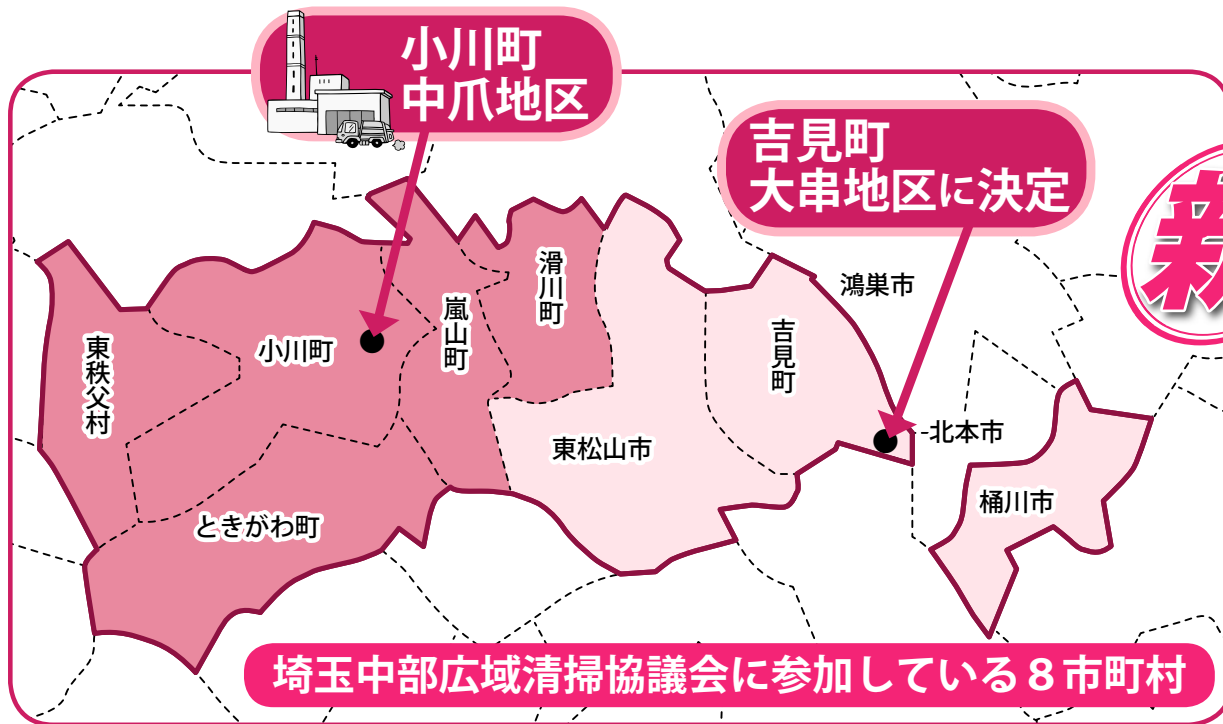 小川町
中爪地区
吉見町
大串地区に決定
新
鴻巣市
滑川町
嵐山町
吉見町
小川町
東秩父村
北本市
東松山市
桶川市
ときがわ町
埼玉中部広域清掃協議会に参加している8市町村